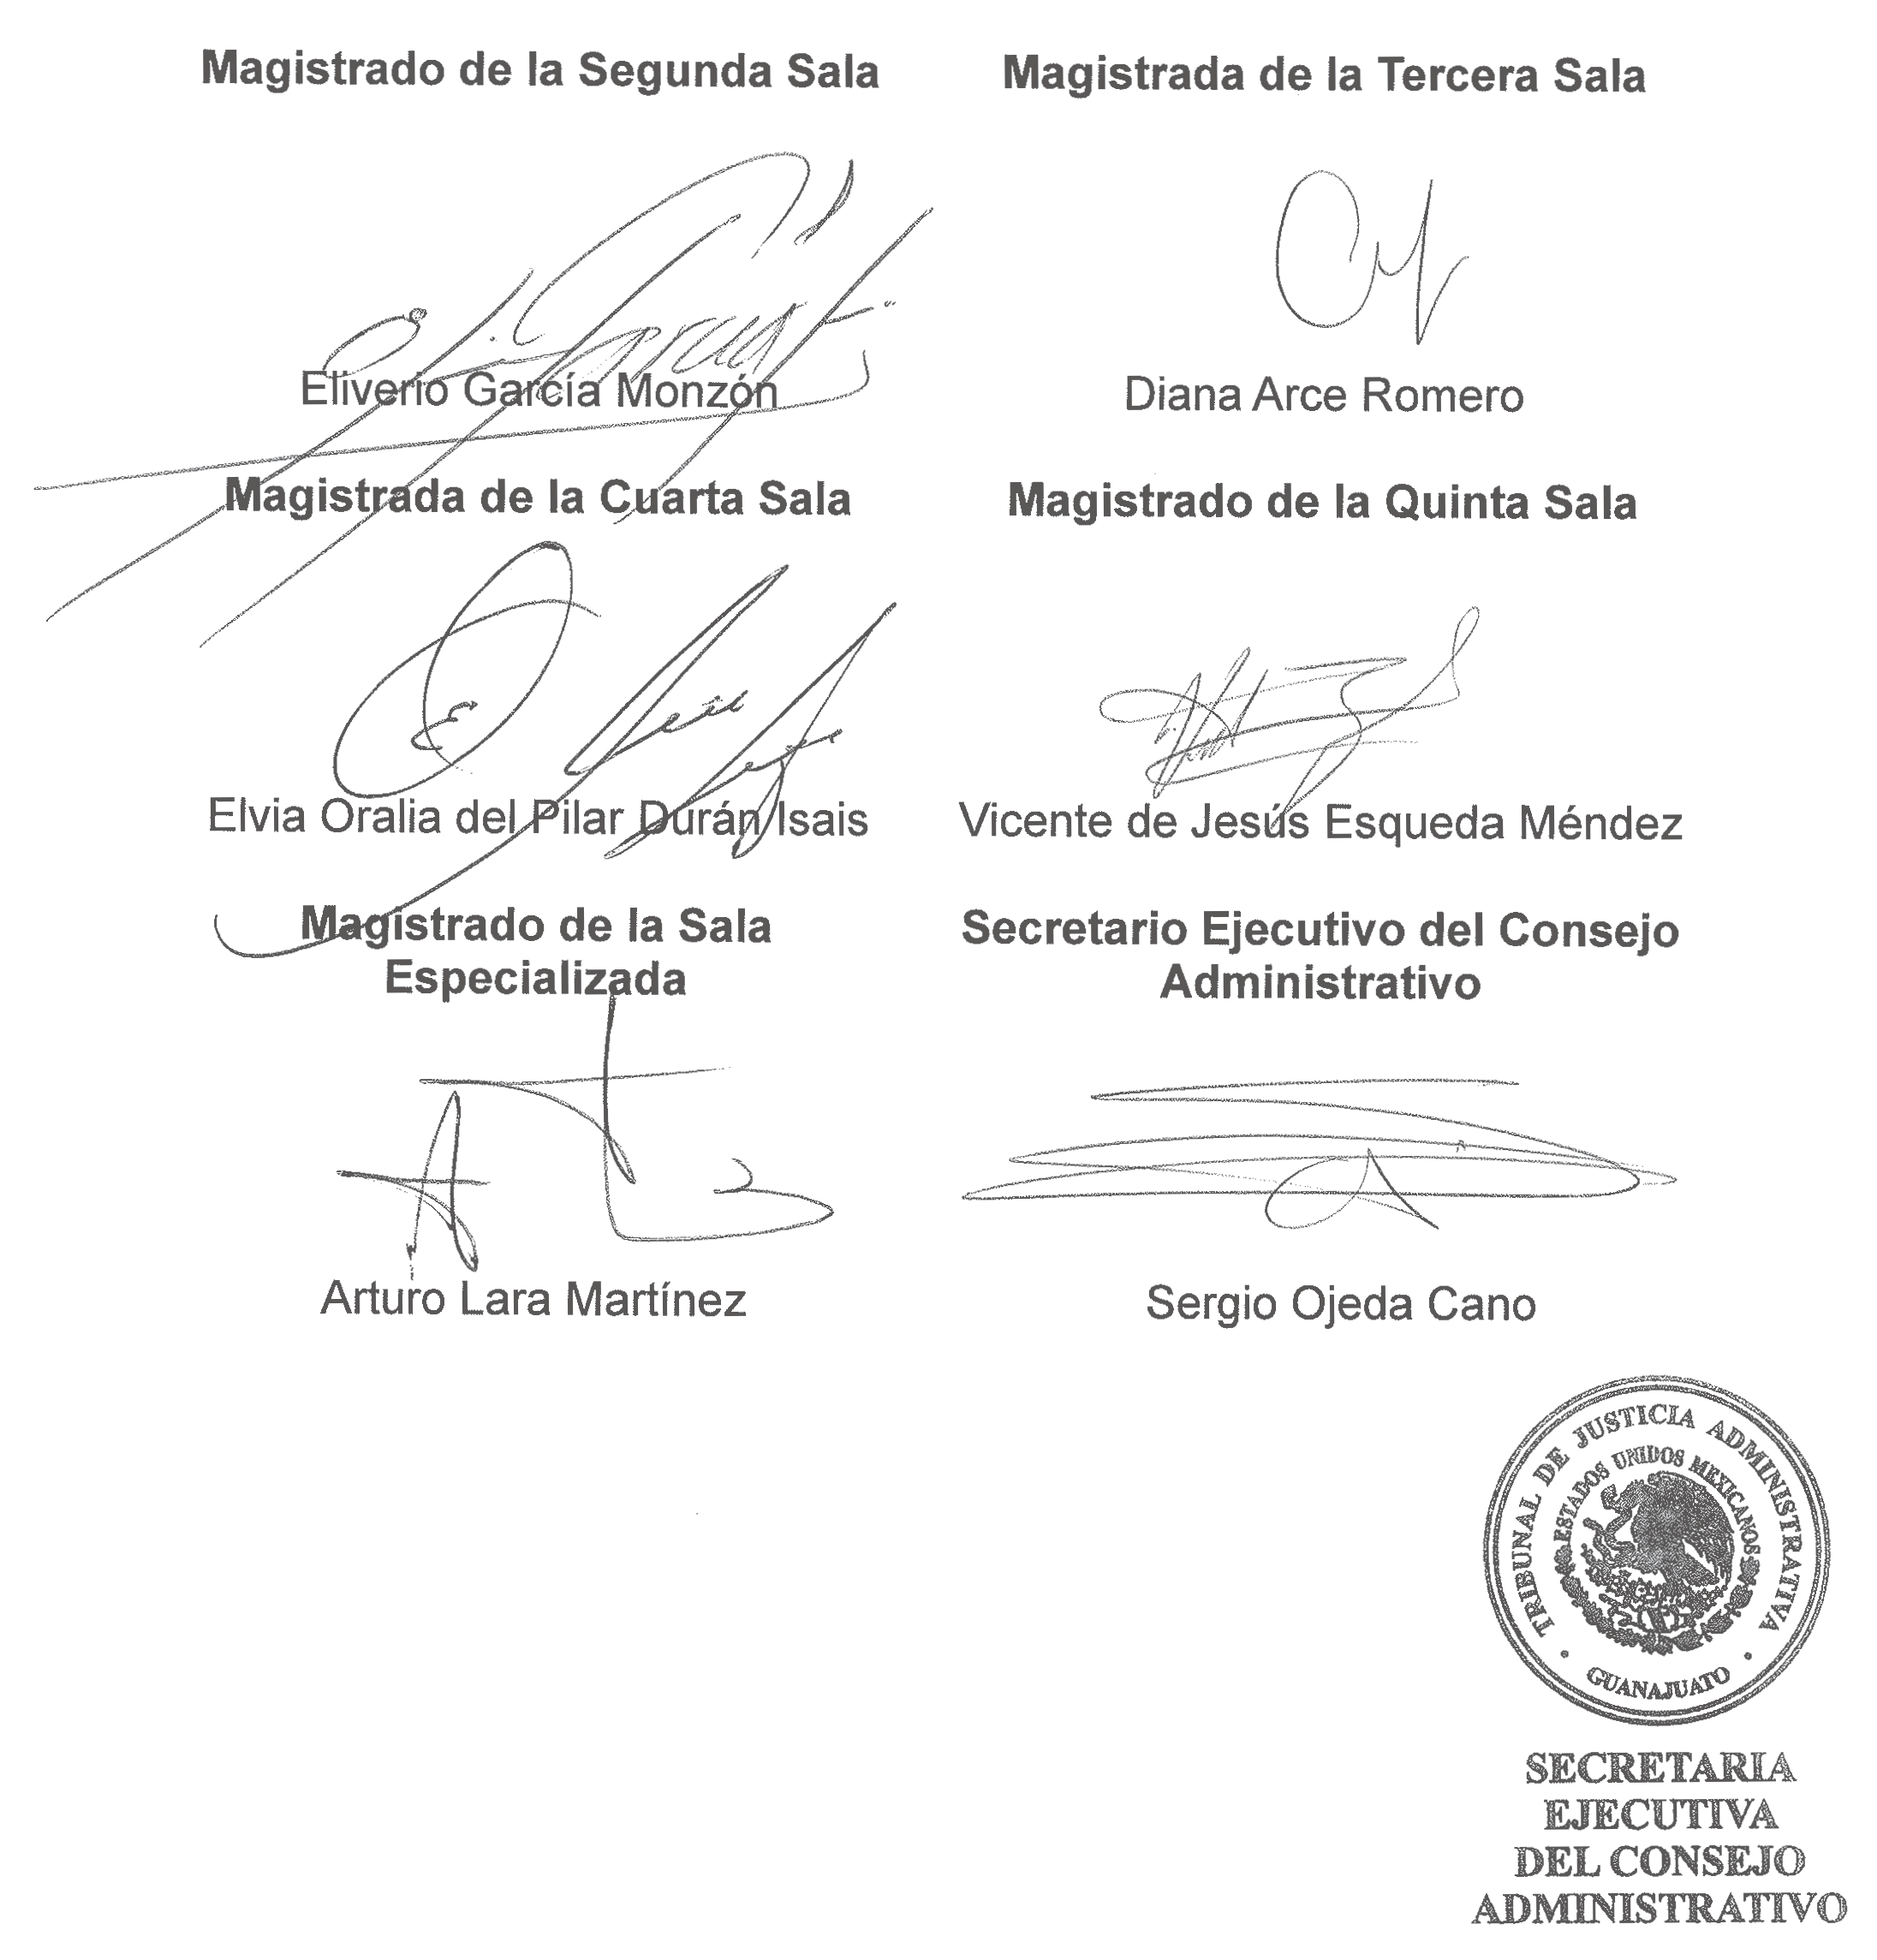 Magistrado de la Segunda Sala
Magistrada de la Tercera Sala
Eliverio García Monzón
Diana Arce Romero
Magistrada de la Cuarta Sala
Magistrado de la Quinta Sala
Elvia Oralia del Pilar Durán Isais
Vicente de Jesús Esqueda Méndez
Magistrado de la Sala
Especializada
Secretario Ejecutivo del Consejo
Administrativo
Arturo Lara Martínez
Sergio Ojeda Cano
TRIBUNAL DE JUSTICIA ADMINISTRATIVA
ESTADOS UNIDOS MEXICANOS
GUANAJUATO
SECRETARIA
EJECUTIVA
DEL CONSEJO
ADMINISTRATIVO